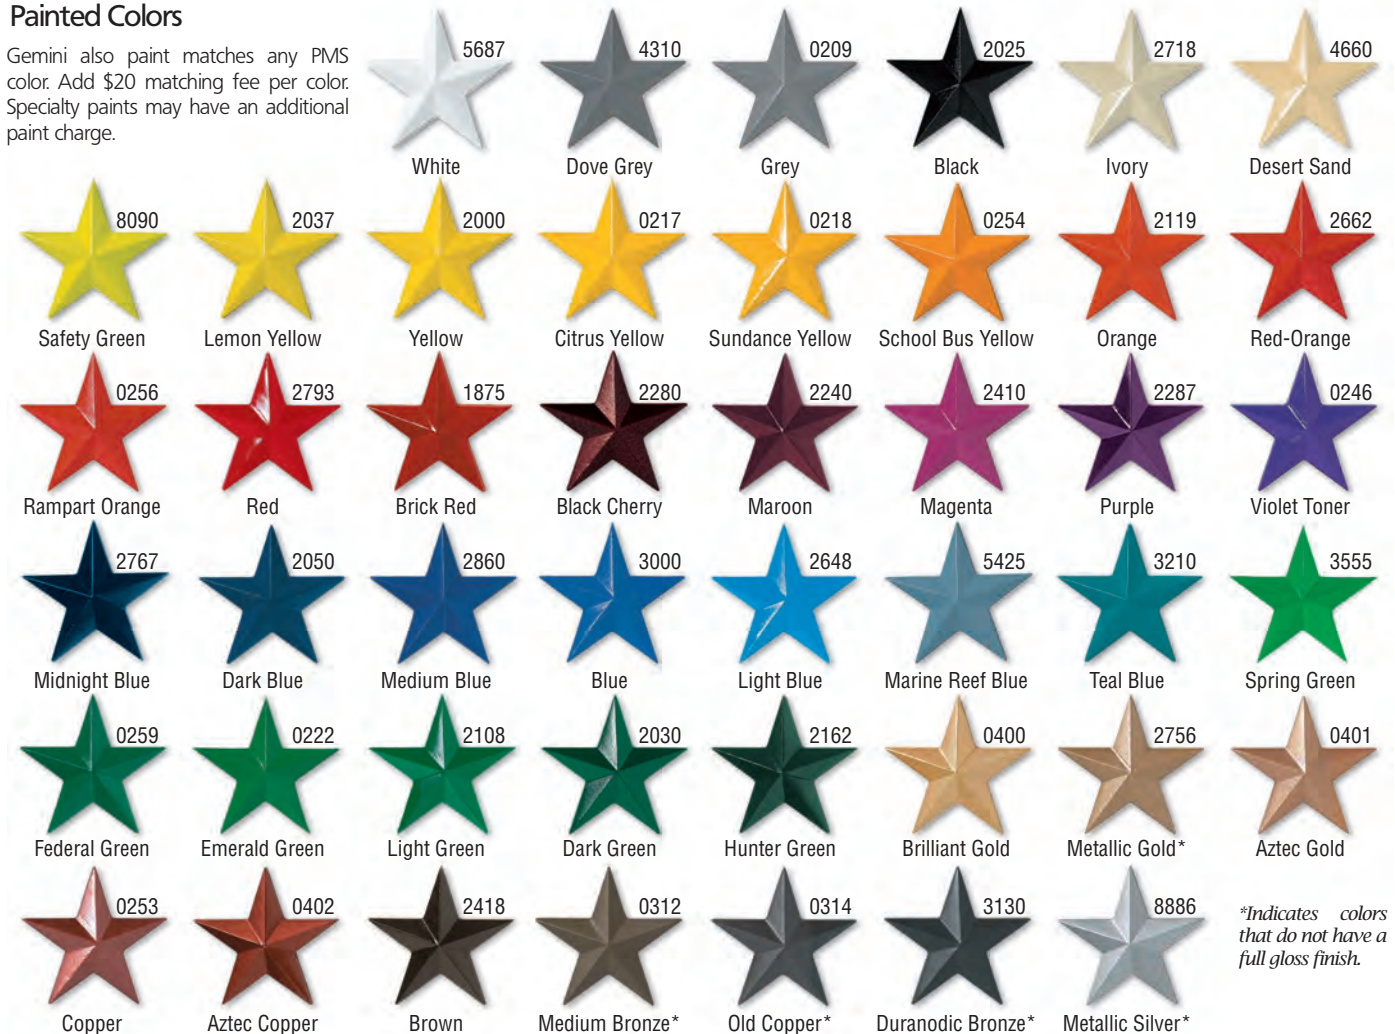 Painted Colors
Gemini also paint matches any PMS
color. Add $20 matching fee per color.
Specialty paints may have an additional
paint charge.
5687 4310 0209 2025 2718 4660
White Dove Grey Grey Black Ivory Desert Sand
8090 2037 2000 0217 0218 0254 2119 2662
Safety Green Lemon Yellow Yellow Citrus Yellow Sundance Yellow School Bus Yellow Orange Red-Orange
0256 2793 1875 2280 2240 2410 2287 0246
Rampart Orange Red Brick Red Black Cherry Maroon Magenta Purple Violet Toner
2767 2050 2860 3000 2648 5425 3210 3555
Midnight Blue Dark Blue Medium Blue Blue Light Blue Marine Reef Blue Teal Blue Spring Green
0259 0222 2108 2030 2162 0400 2756 0401
Federal Green Emerald Green Light Green Dark Green Hunter Green Brilliant Gold Metallic Gold* Aztec Gold
0253 0402 2418 0312 0314 3130 8886
Copper Aztec Copper Brown Medium Bronze* Old Copper* Duranodic Bronze* Metallic Silver*
*Indicates colors
that do not have a
full gloss finish.